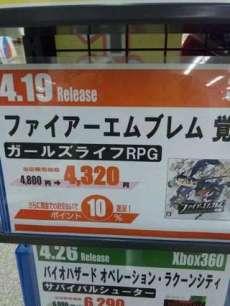 4.19 Release
ファイアーエムブレム 覚
ガールズライフRPG
4,800円→4,320円
ポイント 10%
4.26 Release Xbox360
バイオハザード オペレーション・ラクーンシティ
サバイバルシューター
6,290